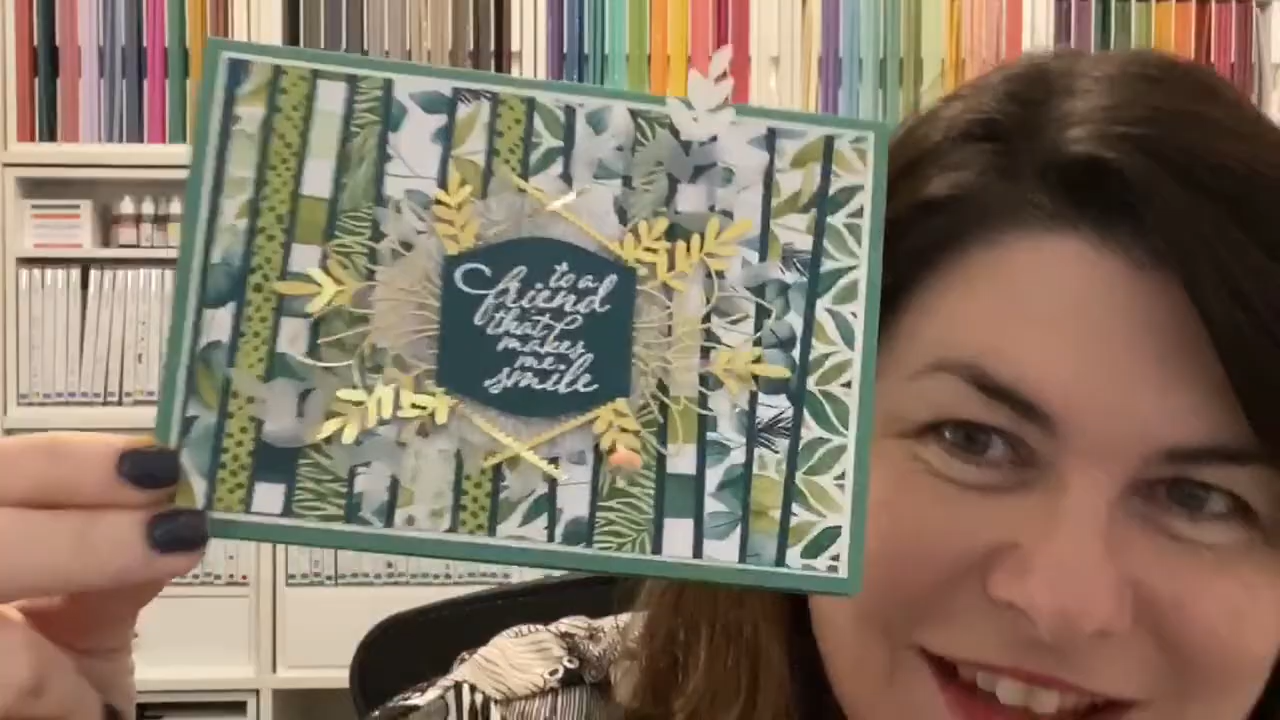 to a
friend
that
makes
me
smile